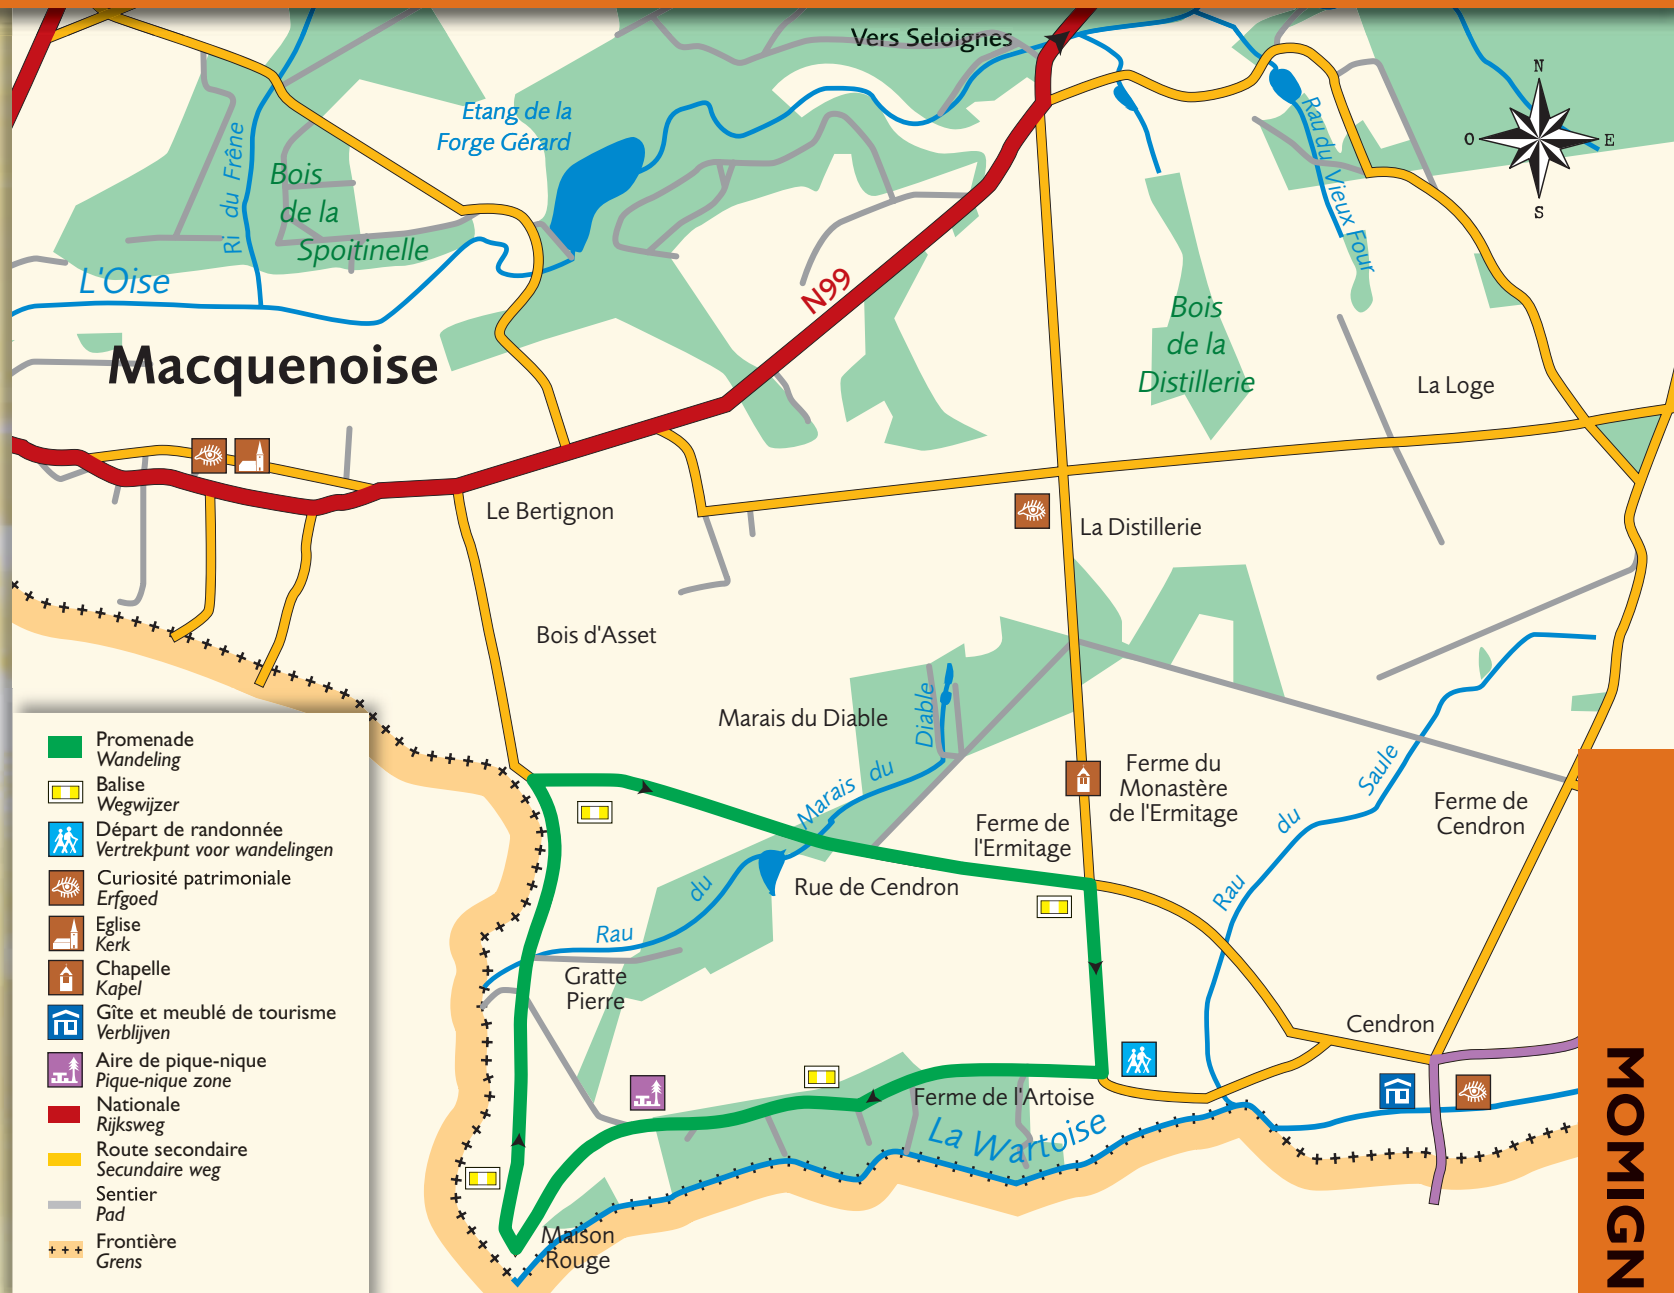 Vers Seloignes
N
O
E
S
Etang de la
Forge Gérard
Ri du Frêne
Bois
de la
Spoitinelle
L'Oise
Rau du Vieux Four
N99
Bois
de la
Distillerie
Macquenoise
La Loge
Le Bertignon
La Distillerie
Bois d'Asset
Marais du Diable
Rau du Marais du Diable
Ferme du
Monastère
de l'Ermitage
Ferme de
l'Ermitage
Rau du Saule
Ferme de
Cendron
Rue de Cendron
Gratte
Pierre
Cendron
Ferme de l'Artoise
La Wartoise
Maison
Rouge
Promenade
Wandeling
Balise
Wegwijzer
Départ de randonnée
Vertrekpunt voor wandelingen
Curiosité patrimoniale
Erfgoed
Eglise
Kerk
Chapelle
Kapel
Gîte et meublé de tourisme
Verblijven
Aire de pique-nique
Pique-nique zone
Nationale
Rijksweg
Route secondaire
Secundaire weg
Sentier
Pad
Frontière
Grens
MOMIGN